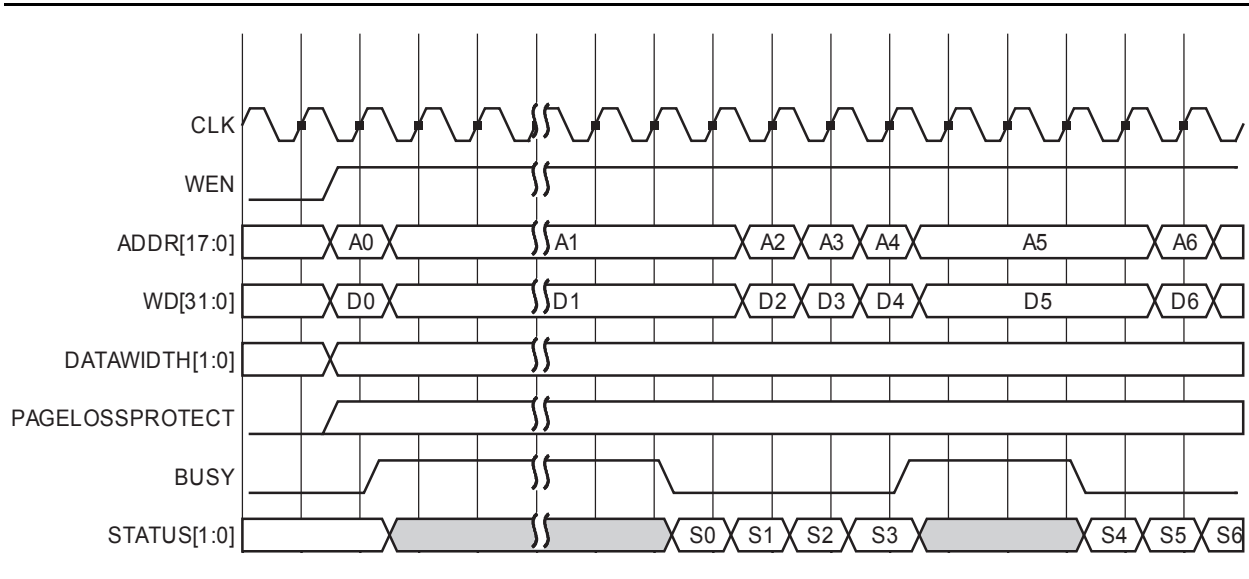 CLK
WEN
ADDR[17:0] A0 A1 A2 A3 A4 A5 A6
WD[31:0] D0 D1 D2 D3 D4 D5 D6
DATAWIDTH[1:0]
PAGELOSSPROTECT
BUSY
STATUS[1:0] S0 S1 S2 S3 S4 S5 S6